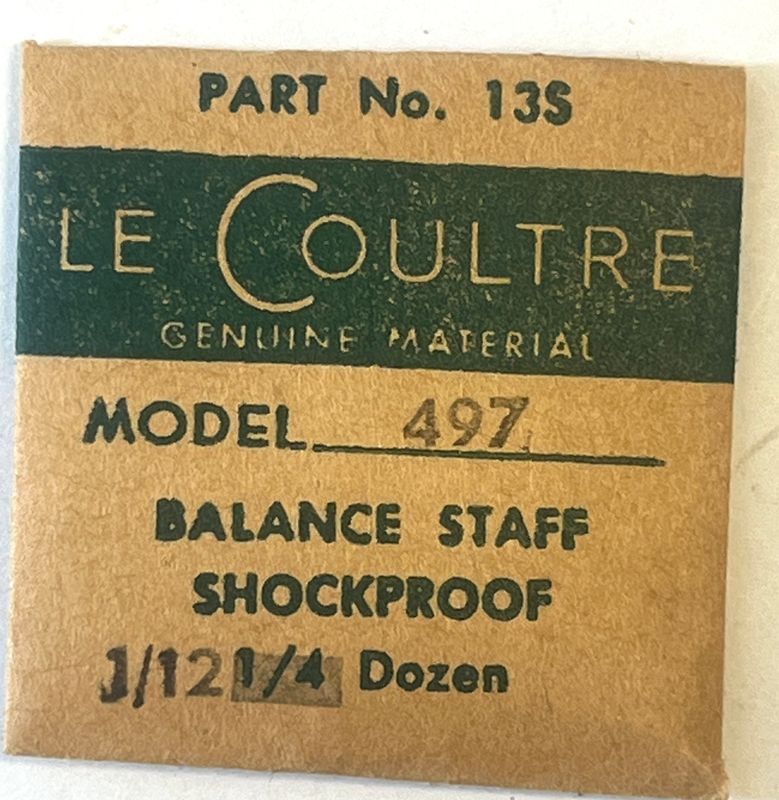 PART No. 13S
LE COULTRE
GENUINE MATERIAL
MODEL 497
BALANCE STAFF
SHOCKPROOF
1/12 1/4 Dozen